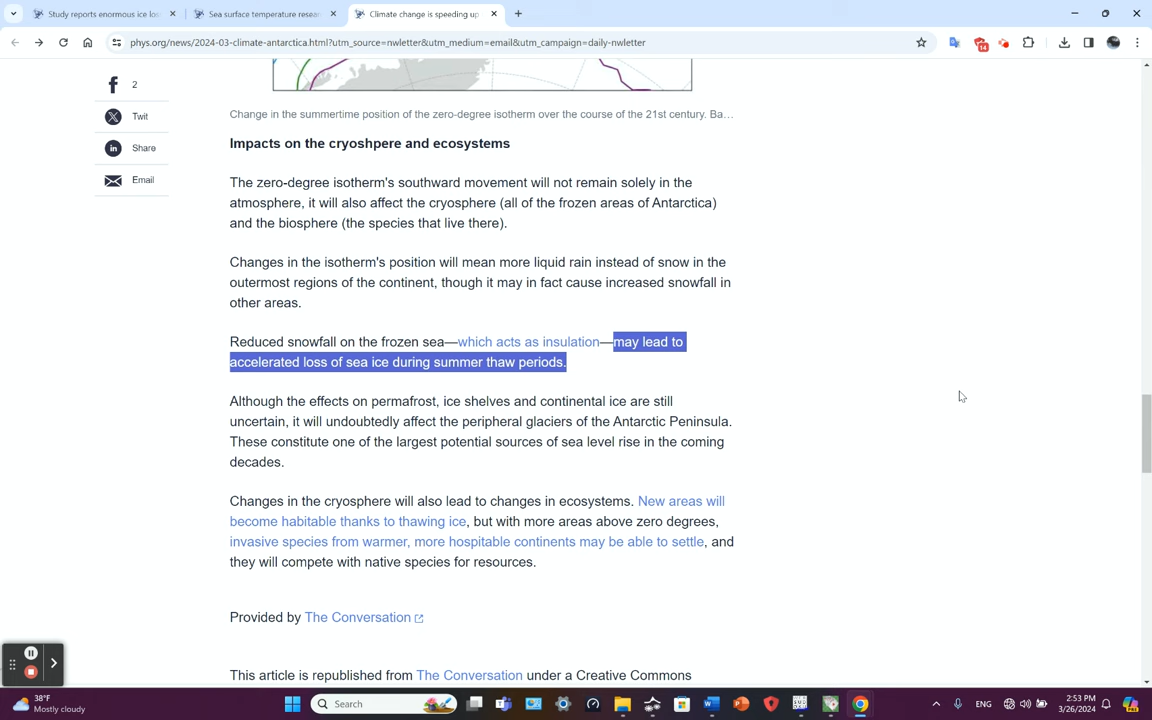 Study reports enormous ice los
Sea surface temperature resear
Climate change is speeding up
phys.org/news/2024-03-climate-antarctica.html?utm_source=nwletter&utm_medium=email&utm_campaign=daily-nwletter
14
2
Twit
Share
Email
Change in the summertime position of the zero-degree isotherm over the course of the 21st century. Ba…
Impacts on the cryoshpere and ecosystems
The zero-degree isotherm's southward movement will not remain solely in the
atmosphere, it will also affect the cryosphere (all of the frozen areas of Antarctica)
and the biosphere (the species that live there).
Changes in the isotherm's position will mean more liquid rain instead of snow in the
outermost regions of the continent, though it may in fact cause increased snowfall in
other areas.
Reduced snowfall on the frozen sea—which acts as insulation—may lead to
accelerated loss of sea ice during summer thaw periods.
Although the effects on permafrost, ice shelves and continental ice are still
uncertain, it will undoubtedly affect the peripheral glaciers of the Antarctic Peninsula.
These constitute one of the largest potential sources of sea level rise in the coming
decades.
Changes in the cryosphere will also lead to changes in ecosystems. New areas will
become habitable thanks to thawing ice, but with more areas above zero degrees,
invasive species from warmer, more hospitable continents may be able to settle, and
they will compete with native species for resources.
Provided by The Conversation
This article is republished from The Conversation under a Creative Commons
38°F
Mostly cloudy
Search
ENG
2:53 PM
3/26/2024